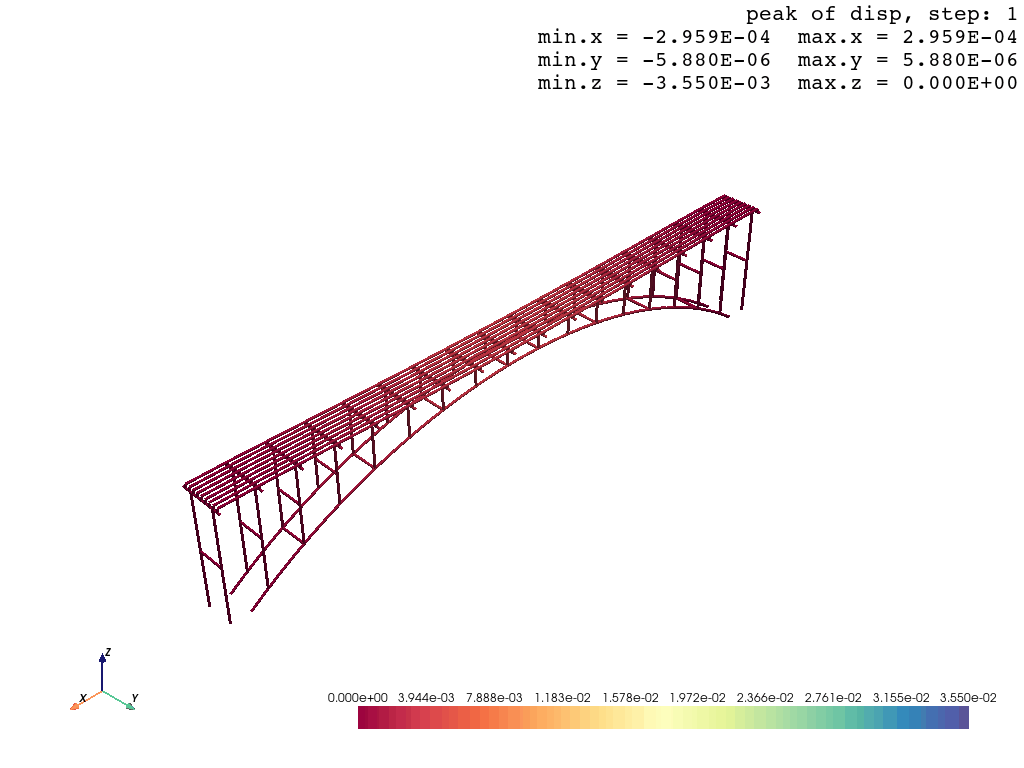 peak of disp, step: 1
min.x = -2.959E-04  max.x = 2.959E-04
min.y = -5.880E-06  max.y = 5.880E-06
min.z = -3.550E-03  max.z = 0.000E+00
Z
X
Y
0.000e+00  3.944e-03  7.888e-03  1.183e-02  1.578e-02  1.972e-02  2.366e-02  2.761e-02  3.155e-02  3.550e-02